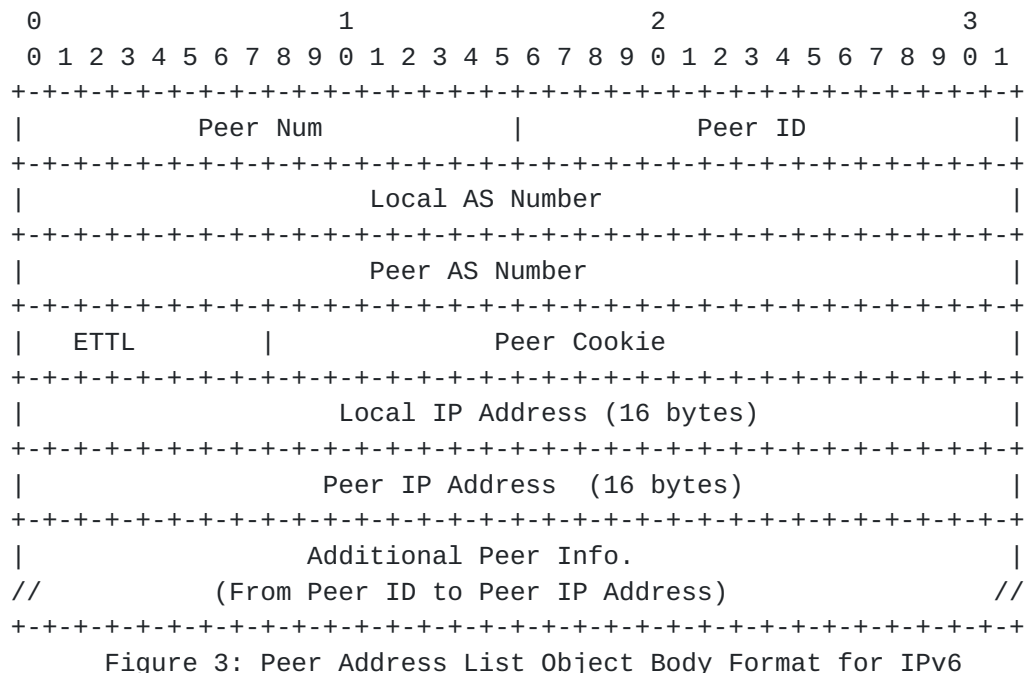 0                   1                   2                   3
 0 1 2 3 4 5 6 7 8 9 0 1 2 3 4 5 6 7 8 9 0 1 2 3 4 5 6 7 8 9 0 1
+-+-+-+-+-+-+-+-+-+-+-+-+-+-+-+-+-+-+-+-+-+-+-+-+-+-+-+-+-+-+-+-+
|           Peer Num            |           Peer ID             |
+-+-+-+-+-+-+-+-+-+-+-+-+-+-+-+-+-+-+-+-+-+-+-+-+-+-+-+-+-+-+-+-+
|                      Local AS Number                          |
+-+-+-+-+-+-+-+-+-+-+-+-+-+-+-+-+-+-+-+-+-+-+-+-+-+-+-+-+-+-+-+-+
|                      Peer AS Number                           |
+-+-+-+-+-+-+-+-+-+-+-+-+-+-+-+-+-+-+-+-+-+-+-+-+-+-+-+-+-+-+-+-+
|   ETTL        |              Peer Cookie                      |
+-+-+-+-+-+-+-+-+-+-+-+-+-+-+-+-+-+-+-+-+-+-+-+-+-+-+-+-+-+-+-+-+
|                    Local IP Address (16 bytes)                |
+-+-+-+-+-+-+-+-+-+-+-+-+-+-+-+-+-+-+-+-+-+-+-+-+-+-+-+-+-+-+-+-+
|                   Peer IP Address  (16 bytes)                 |
+-+-+-+-+-+-+-+-+-+-+-+-+-+-+-+-+-+-+-+-+-+-+-+-+-+-+-+-+-+-+-+-+
|                  Additional Peer Info.                        |
//           (From Peer ID to Peer IP Address)                 //
+-+-+-+-+-+-+-+-+-+-+-+-+-+-+-+-+-+-+-+-+-+-+-+-+-+-+-+-+-+-+-+-+
      Figure 3: Peer Address List Object Body Format for IPv6